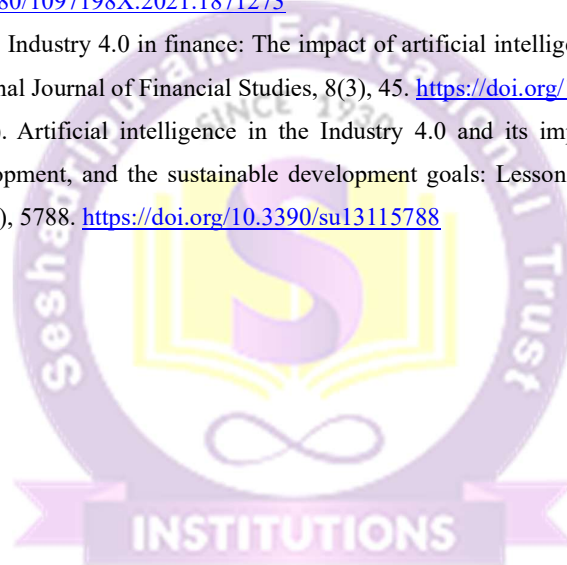 80/1097198X.2021.1871273
Industry 4.0 in finance: The impact of artificial intellige
nal Journal of Financial Studies, 8(3), 45. https://doi.org/
). Artificial intelligence in the Industry 4.0 and its imp
opment, and the sustainable development goals: Lesson
), 5788. https://doi.org/10.3390/su13115788
Seshadripuram Educational Trust
SINCE 1930
S
INSTITUTIONS